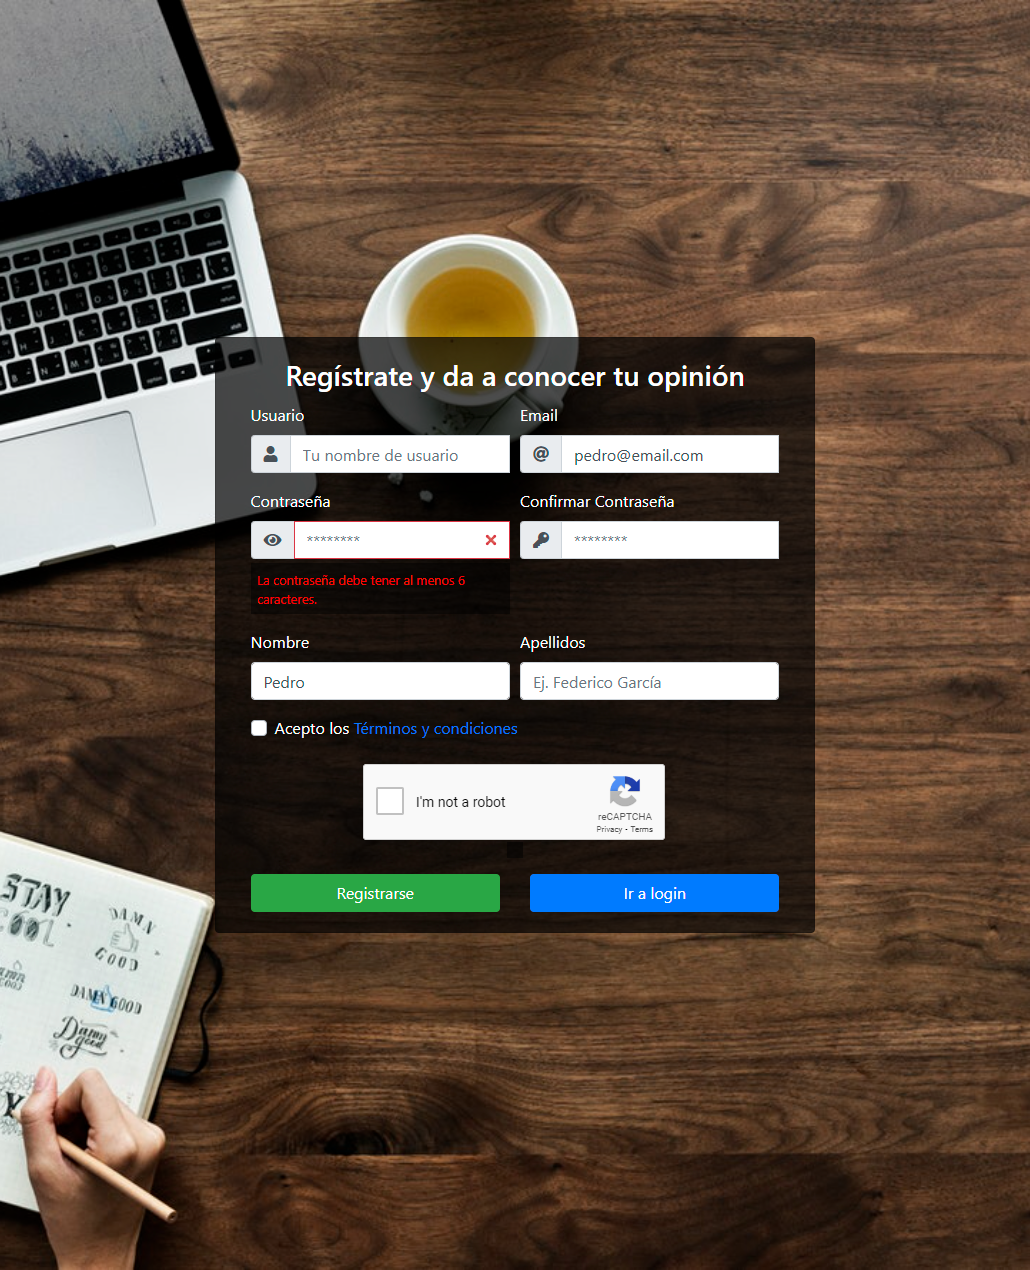 Regístrate y da a conocer tu opinión
Usuario
Email
Tu nombre de usuario
@
pedro@email.com
Contraseña
Confirmar Contraseña
********
********
La contraseña debe tener al menos 6
caracteres.
Nombre
Apellidos
Pedro
Ej. Federico García
Acepto los Términos y condiciones
I'm not a robot
reCAPTCHA
Privacy - Terms
Registrarse
Ir a login
STAY
COOL
DAMN
GOOD
DAMN GOOD
Damn
good